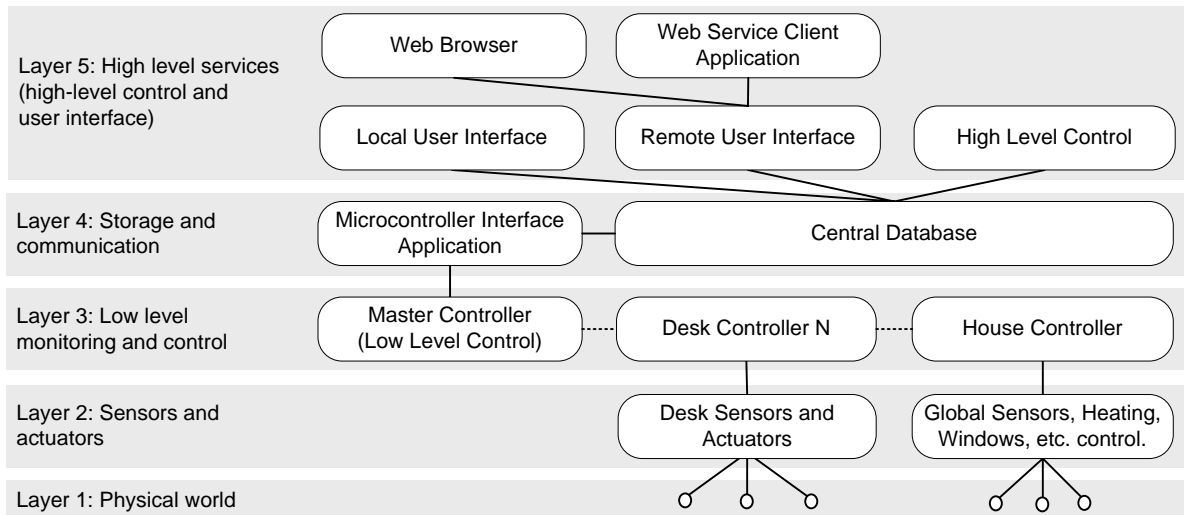 Layer 5: High level services
(high-level control and
user interface)
Web Browser
Web Service Client
Application
Local User Interface
Remote User Interface
High Level Control
Layer 4: Storage and
communication
Microcontroller Interface
Application
Central Database
Layer 3: Low level
monitoring and control
Master Controller
(Low Level Control)
Desk Controller N
House Controller
Layer 2: Sensors and
actuators
Desk Sensors and
Actuators
Global Sensors, Heating,
Windows, etc. control.
Layer 1: Physical world